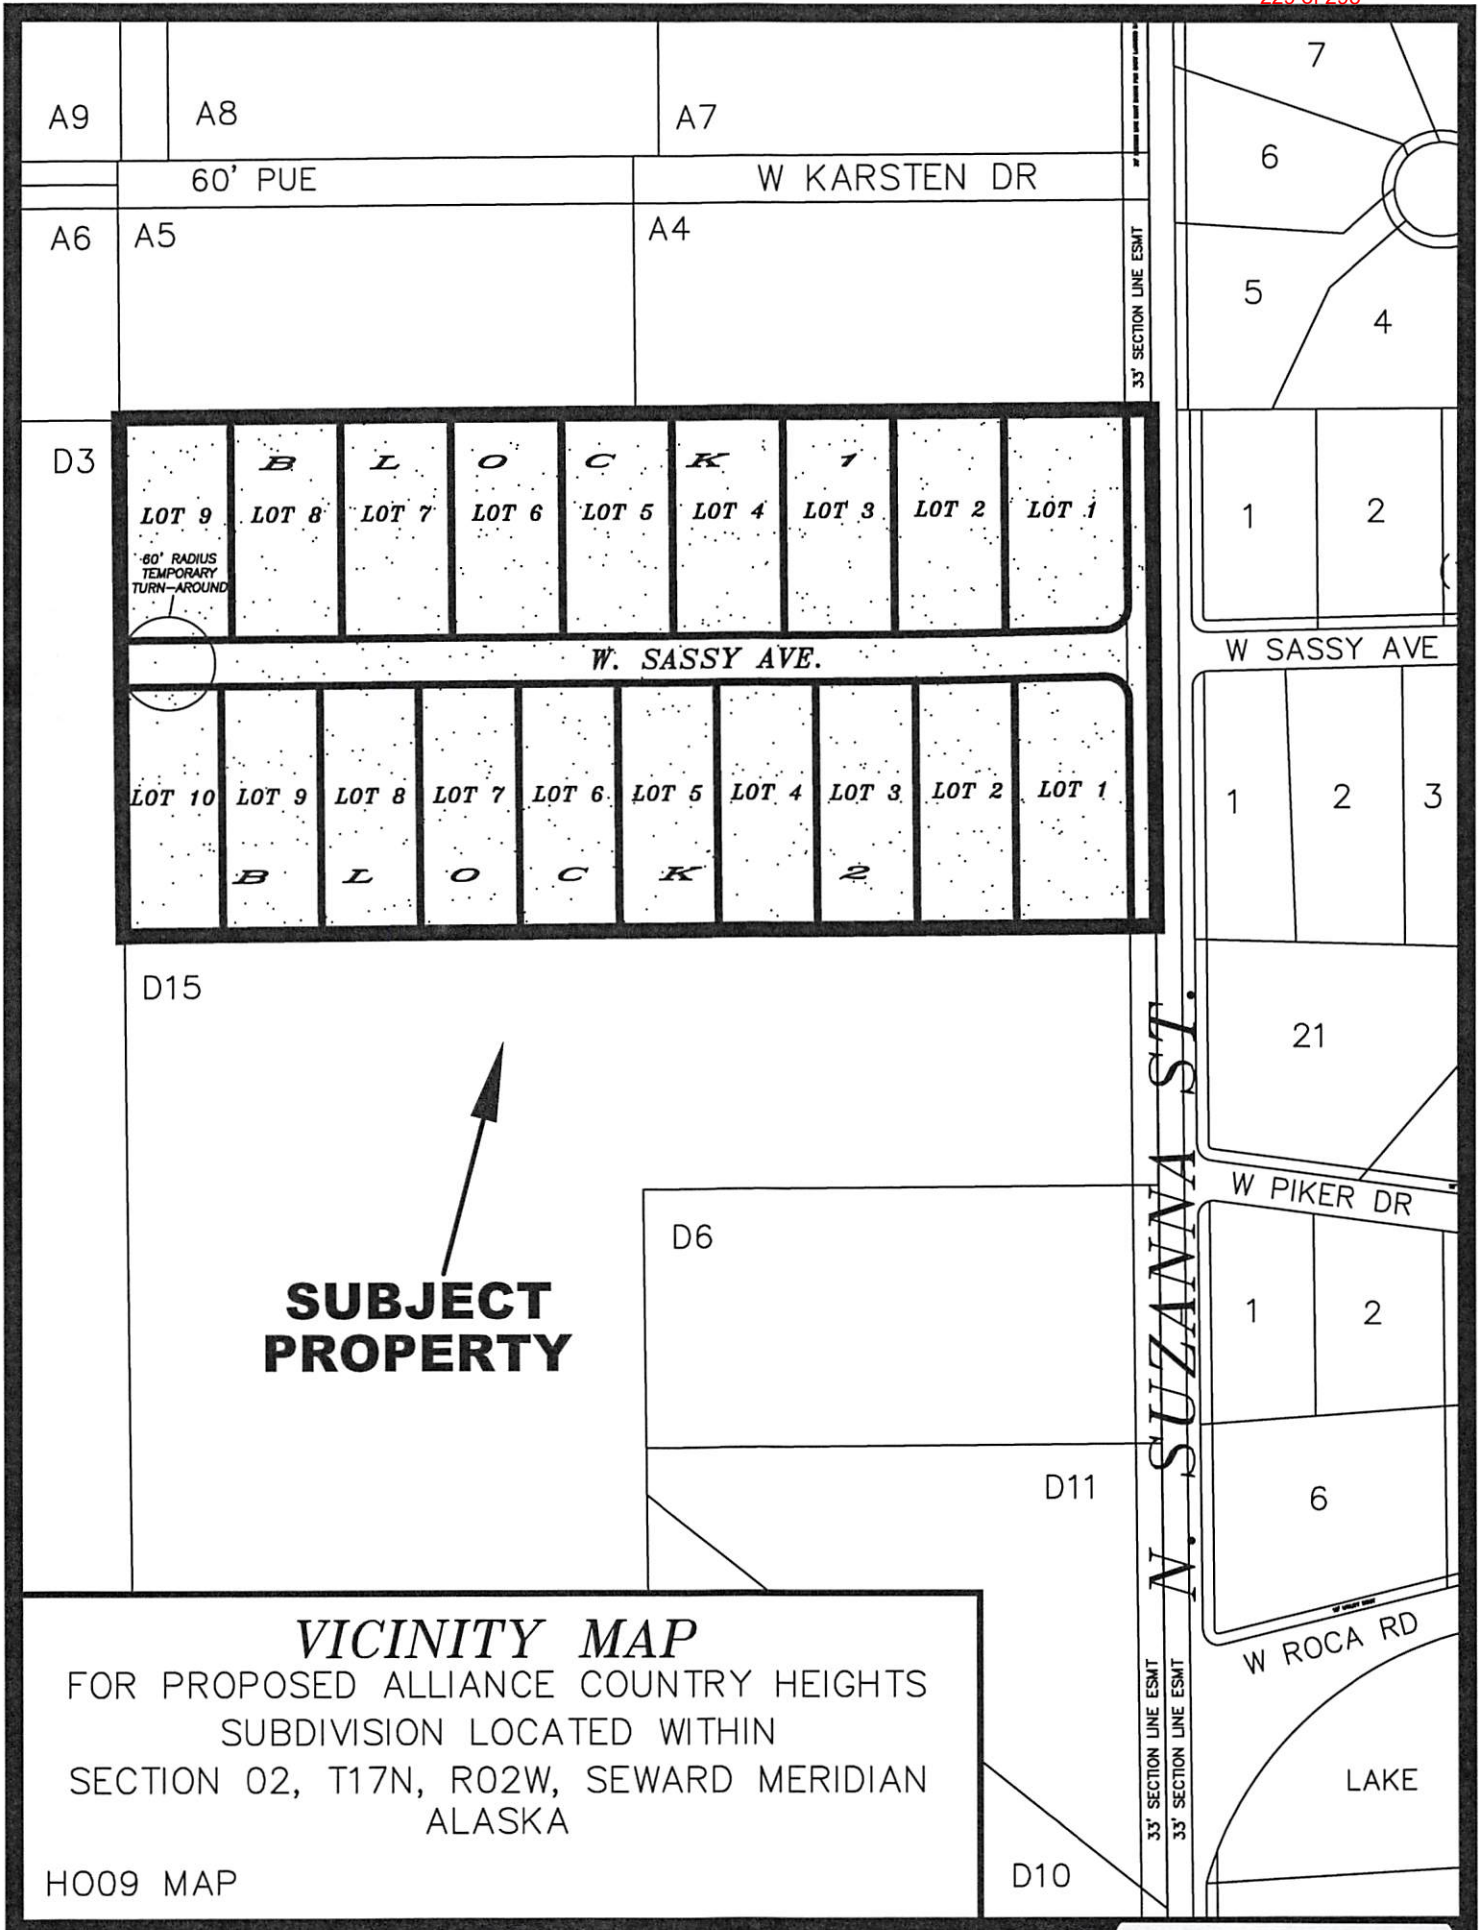 A9
A8
A7
7
6
60' PUE
W KARSTEN DR
A6
A5
A4
33' SECTION LINE ESMT
5
4
D3
B L O C K 1
LOT 9
LOT 8
LOT 7
LOT 6
LOT 5
LOT 4
LOT 3
LOT 2
LOT 1
60' RADIUS
TEMPORARY
TURN-AROUND
1
2
W. SASSY AVE.
W SASSY AVE
LOT 10
LOT 9
LOT 8
LOT 7
LOT 6
LOT 5
LOT 4
LOT 3
LOT 2
LOT 1
B L O C K 2
1
2
3
D15
21
N. SUZANNA ST.
W PIKER DR
D6
1
2
SUBJECT
PROPERTY
D11
6
W ROCA RD
33' SECTION LINE ESMT
33' SECTION LINE ESMT
LAKE
D10
VICINITY MAP
FOR PROPOSED ALLIANCE COUNTRY HEIGHTS
SUBDIVISION LOCATED WITHIN
SECTION 02, T17N, R02W, SEWARD MERIDIAN
ALASKA
HO09 MAP